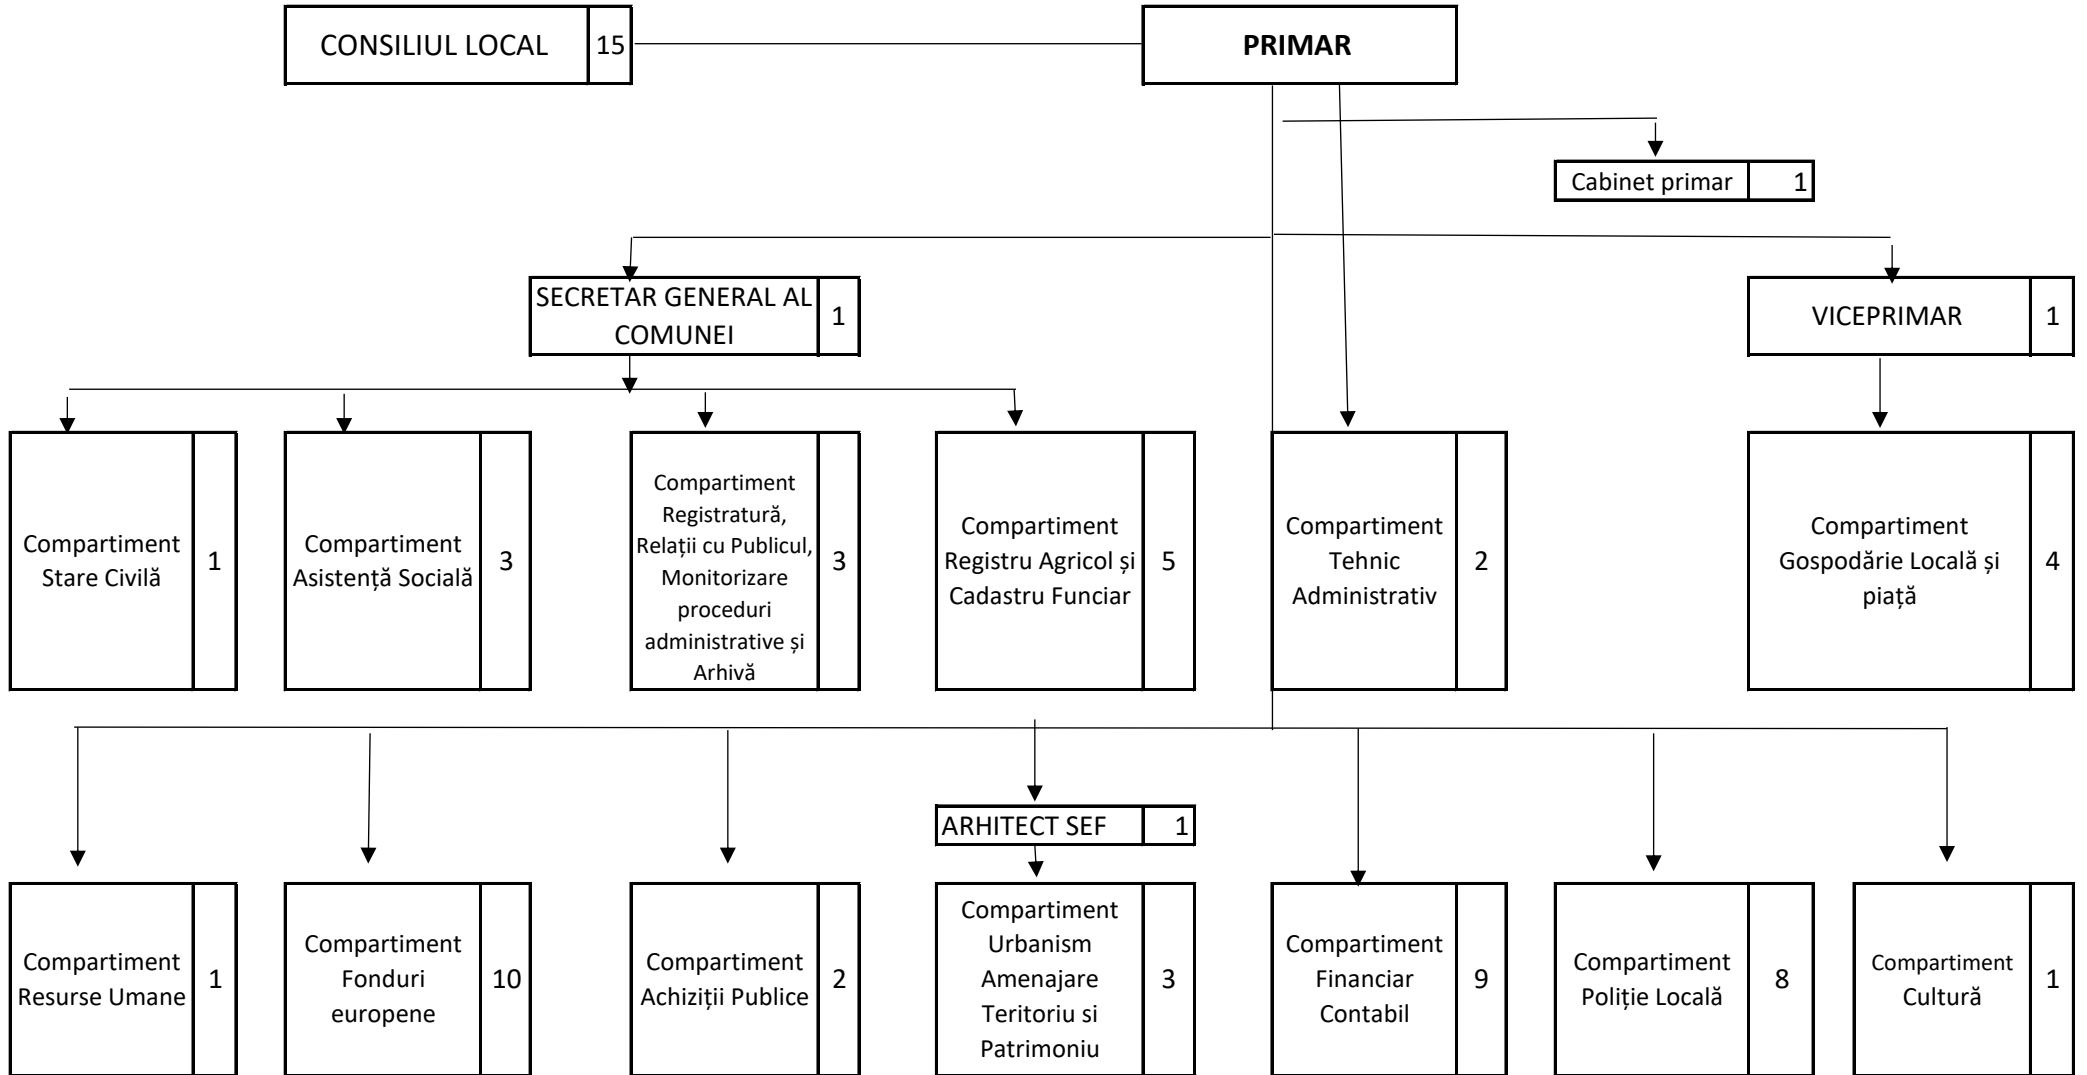 CONSILIUL LOCAL 15
PRIMAR
Cabinet primar 1
SECRETAR GENERAL AL
COMUNEI
1
VICEPRIMAR 1
Compartiment
Stare Civilă
1
Compartiment
Asistență Socială
3
Compartiment
Registratură,
Relații cu Publicul,
Monitorizare
proceduri
administrative și
Arhivă
3
Compartiment
Registru Agricol și
Cadastru Funciar
5
Compartiment
Tehnic
Administrativ
2
Compartiment
Gospodărie Locală și
piață
4
ARHITECT SEF 1
Compartiment
Resurse Umane
1
Compartiment
Fonduri
europene
10
Compartiment
Achiziții Publice
2
Compartiment
Urbanism
Amenajare
Teritoriu si
Patrimoniu
3
Compartiment
Financiar
Contabil
9
Compartiment
Poliție Locală
8
Compartiment
Cultură
1